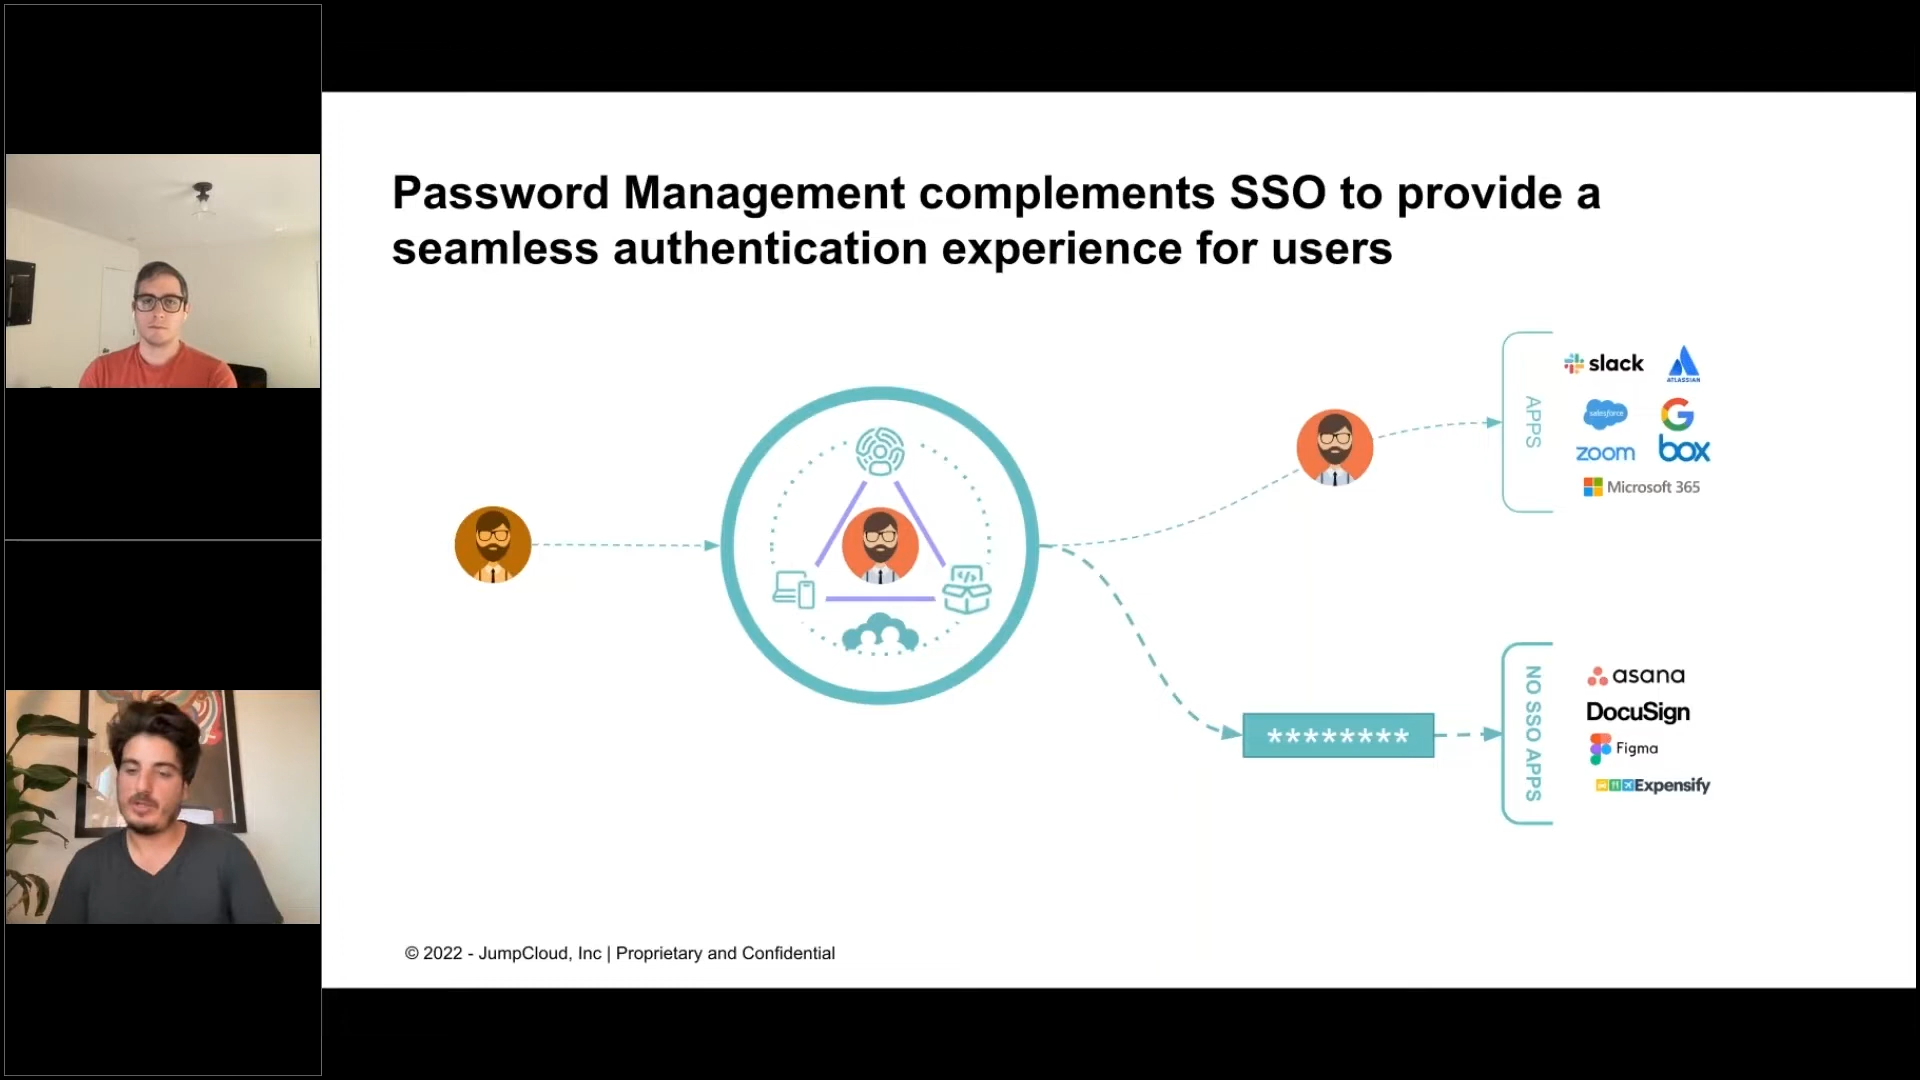 Password Management complements SSO to provide a
seamless authentication experience for users
APPS
slack
ATLASSIAN
salesforce
G
zoom
box
Microsoft 365
********
NO SSO APPS
asana
DocuSign
Figma
Expensify
© 2022 - JumpCloud, Inc | Proprietary and Confidential